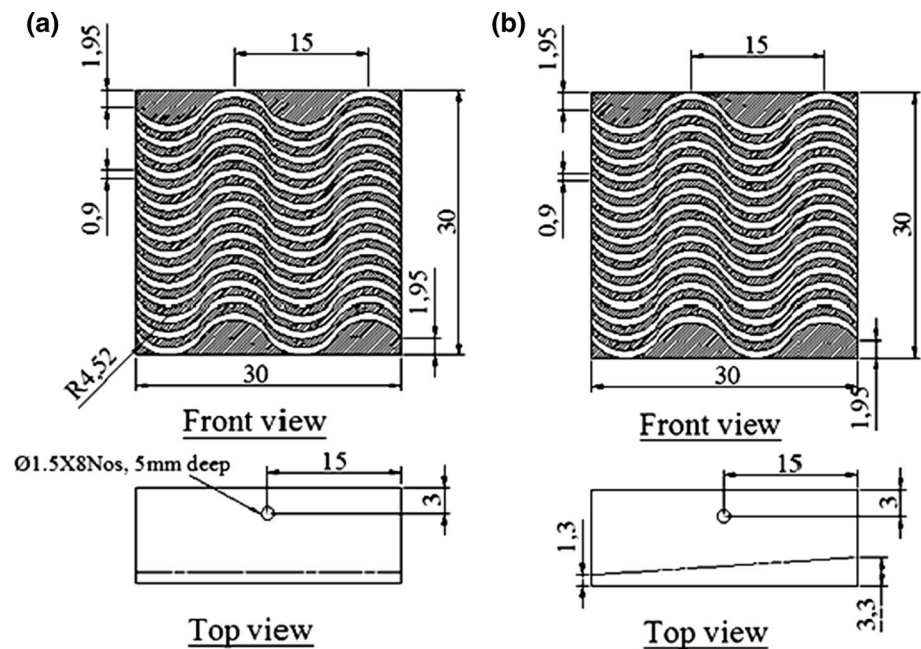 (a)
1,95
15
0,9
30
1,95
R4,52
30
Front view
Ø1.5X8Nos, 5mm deep
15
3
Top view
(b)
1,95
15
0,9
30
1,95
30
Front view
15
3
1,3
3,3
Top view